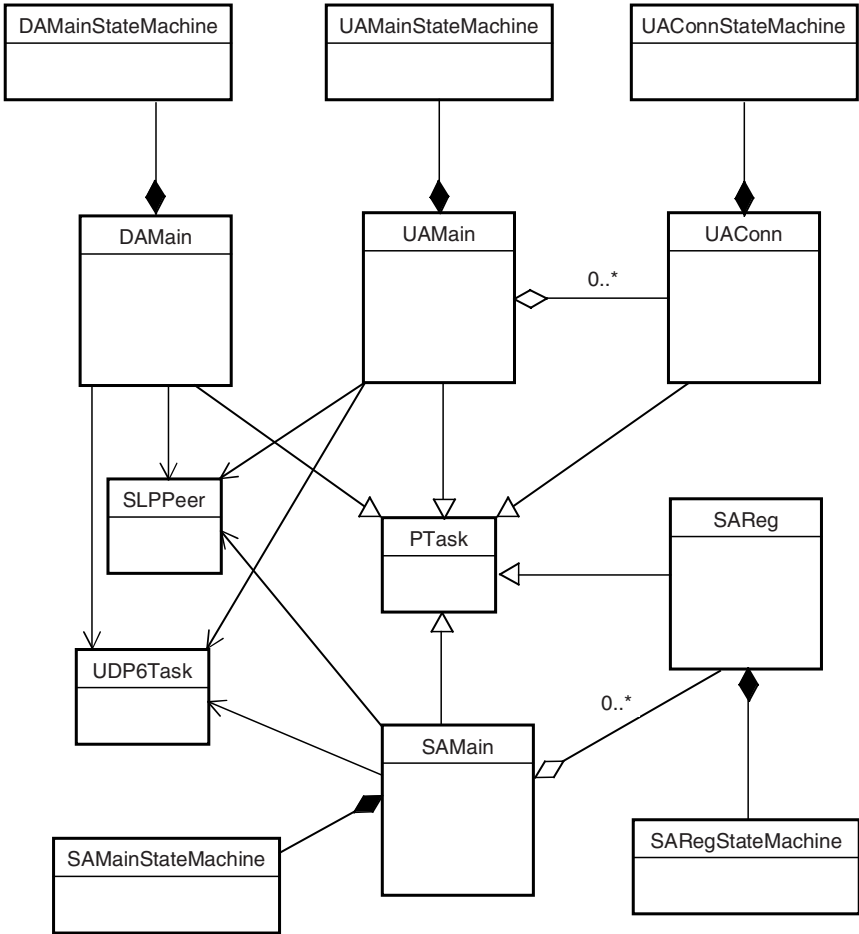 DAMainStateMachine
UAMainStateMachine
UAConnStateMachine
DAMain
UAMain
UAConn
0..*
SLPPeer
PTask
SAReg
UDP6Task
0..*
SAMain
SAMainStateMachine
SARegStateMachine